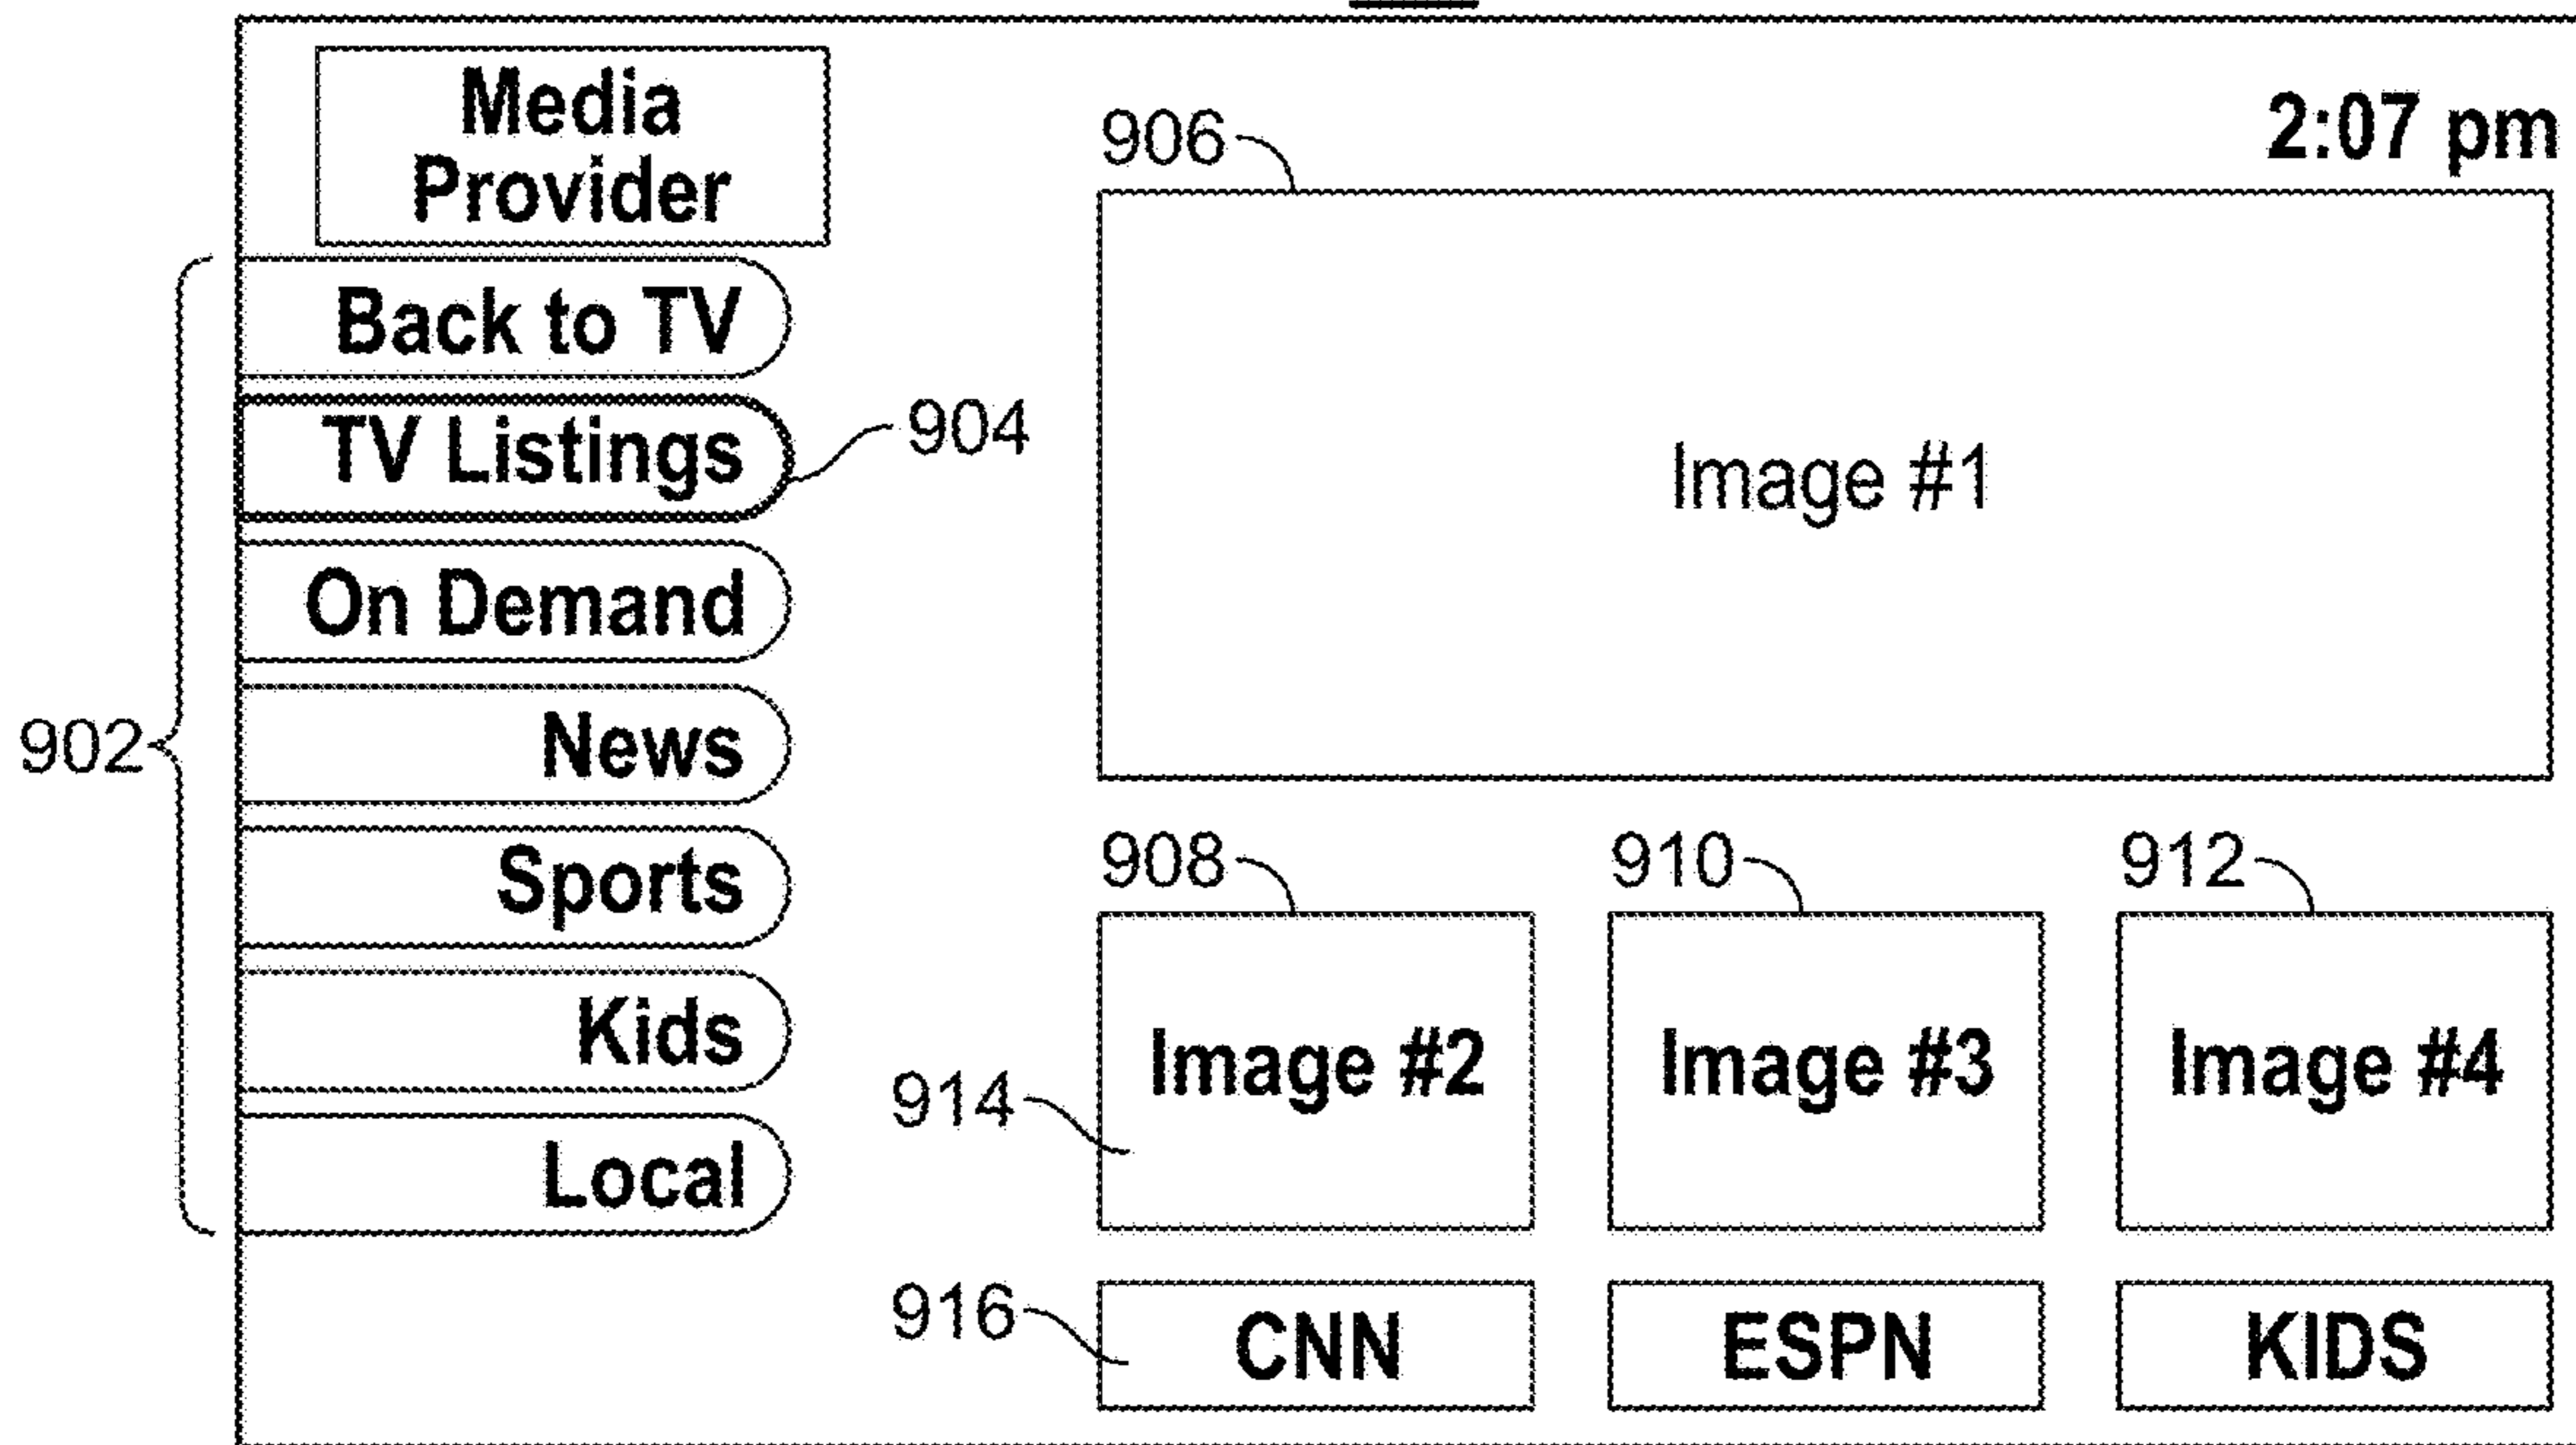 Media
Provider
2:07 pm
906
Back to TV
TV Listings
904
Image #1
On Demand
News
902
Sports
908
910
912
Kids
Image #2
Image #3
Image #4
914
Local
916
CNN
ESPN
KIDS